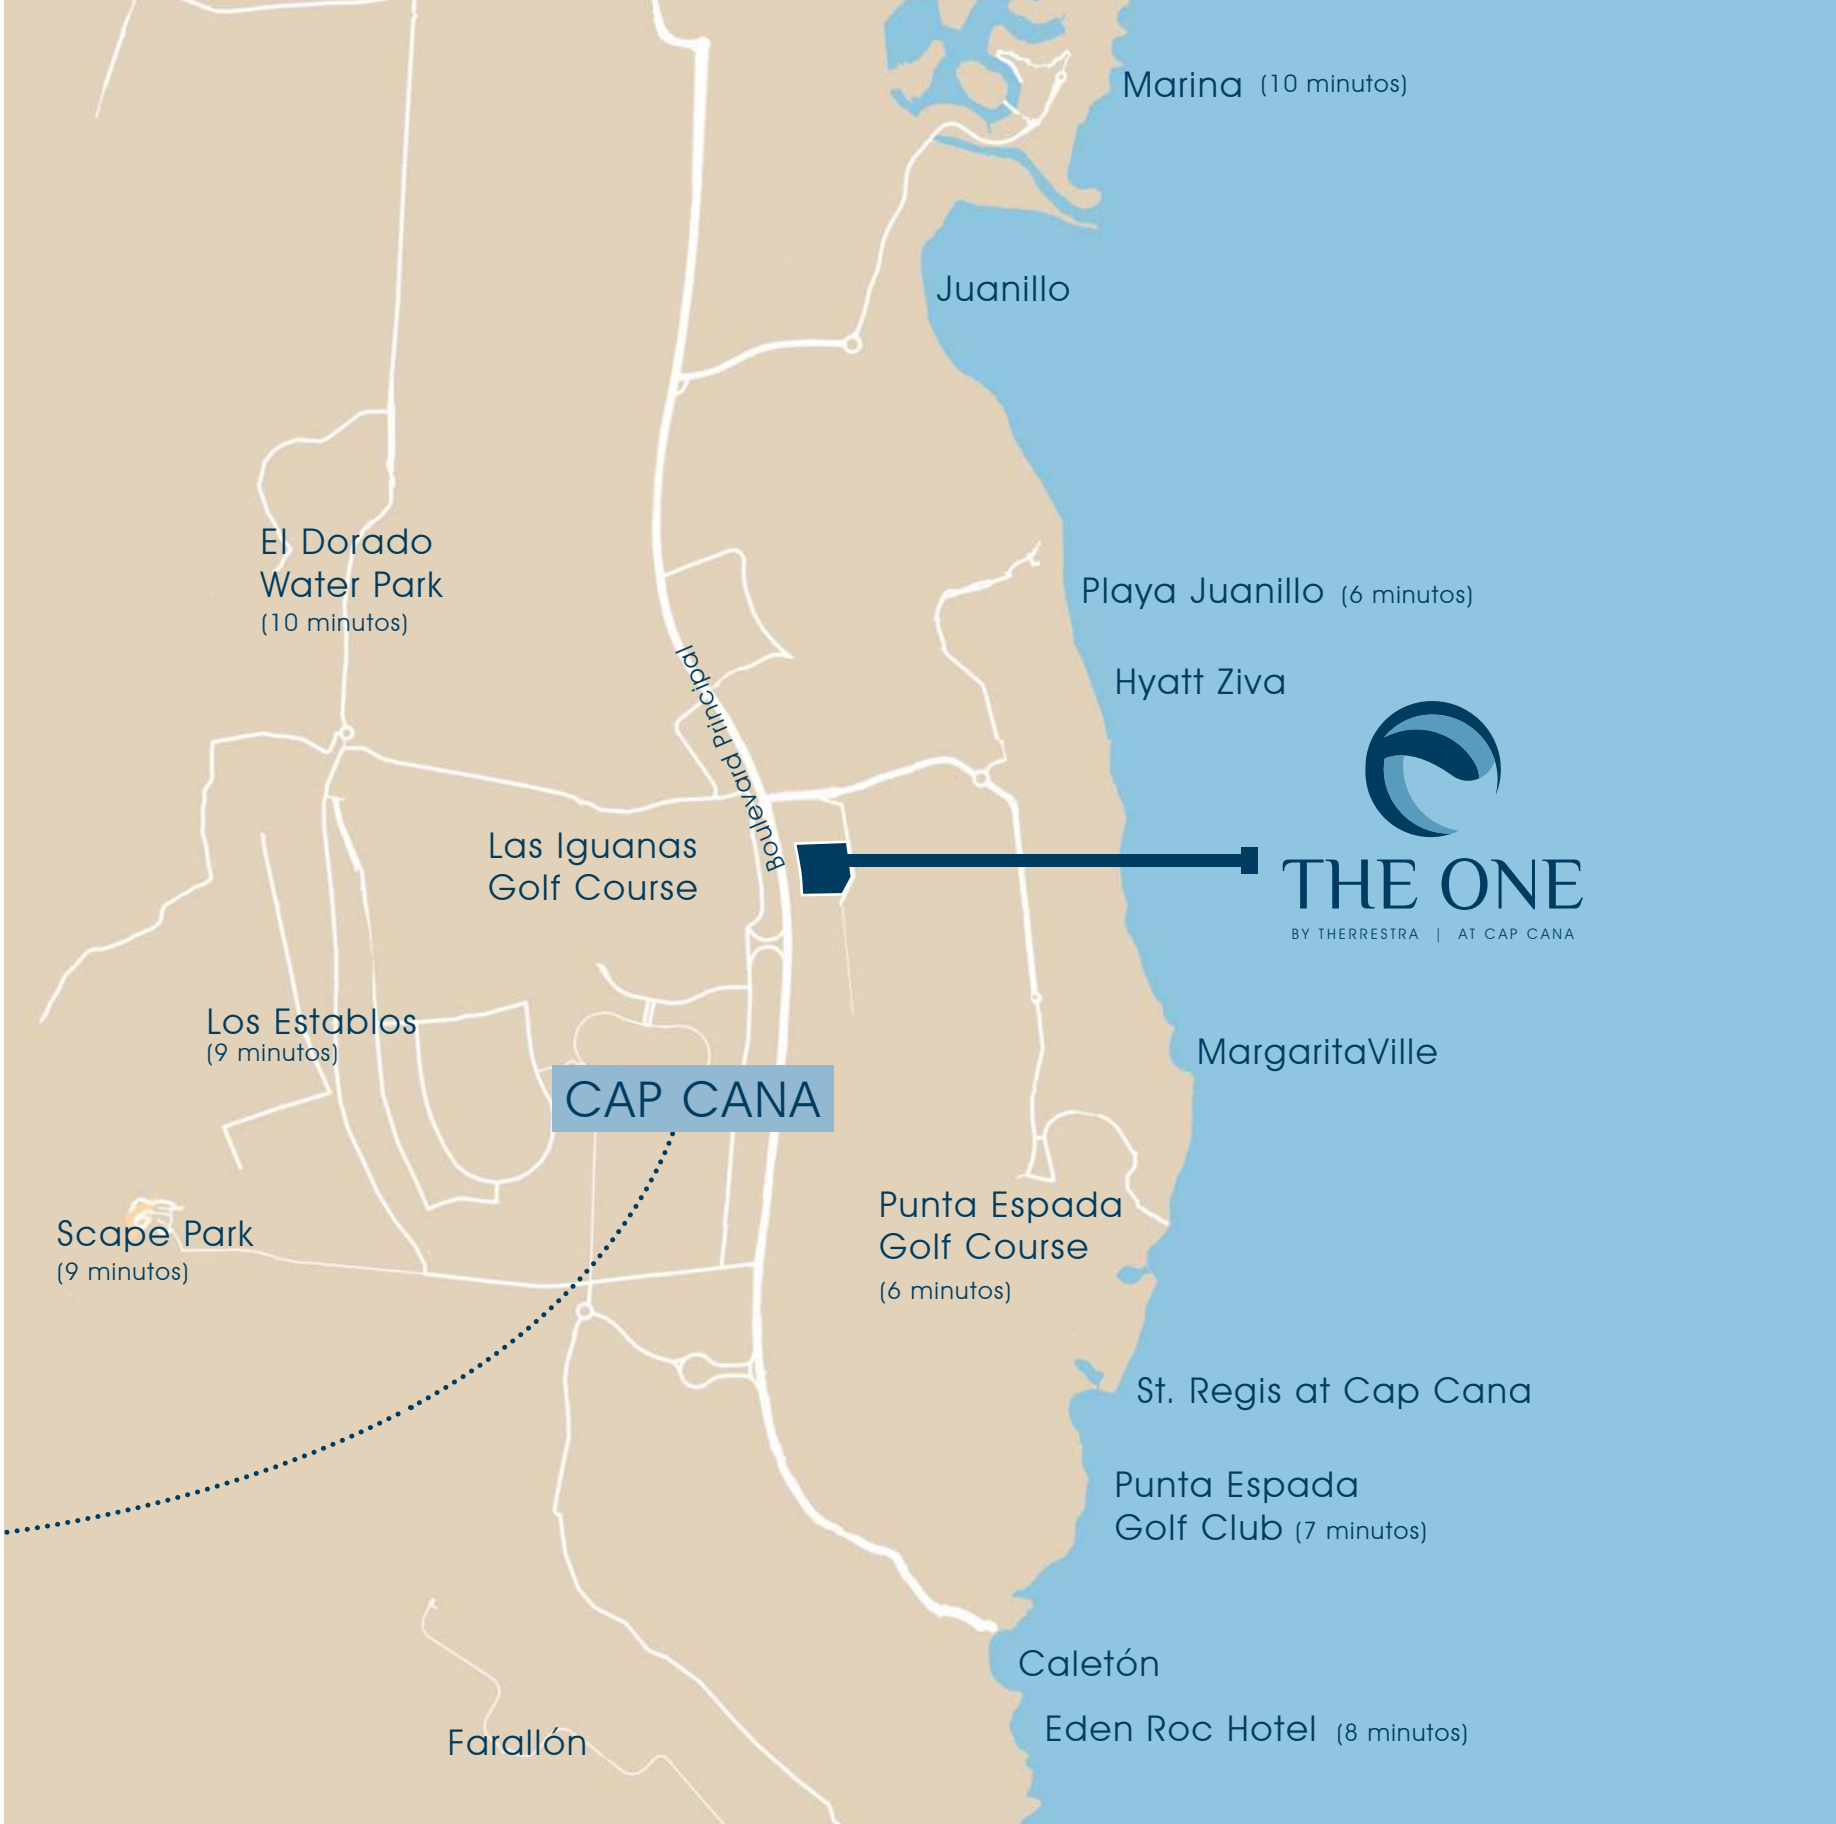 Marina (10 minutos)
Juanillo
El Dorado
Water Park
(10 minutos)
Playa Juanillo (6 minutos)
Hyatt Ziva
Boulevard Principal
Las Iguanas
Golf Course
THE ONE
BY THERRESTRA | AT CAP CANA
Los Establos
(9 minutos)
MargaritaVille
CAP CANA
Scape Park
(9 minutos)
Punta Espada
Golf Course
(6 minutos)
St. Regis at Cap Cana
Punta Espada
Golf Club (7 minutos)
Caletón
Eden Roc Hotel (8 minutos)
Farallón